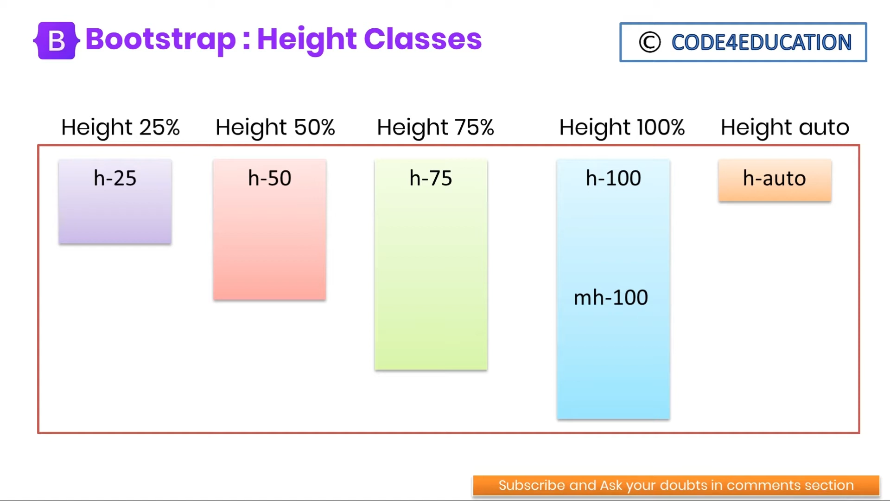 B Bootstrap : Height Classes
© CODE4EDUCATION
Height 25% Height 50% Height 75% Height 100% Height auto
h-25 h-50 h-75 h-100 h-auto
mh-100
Subscribe and Ask your doubts in comments section